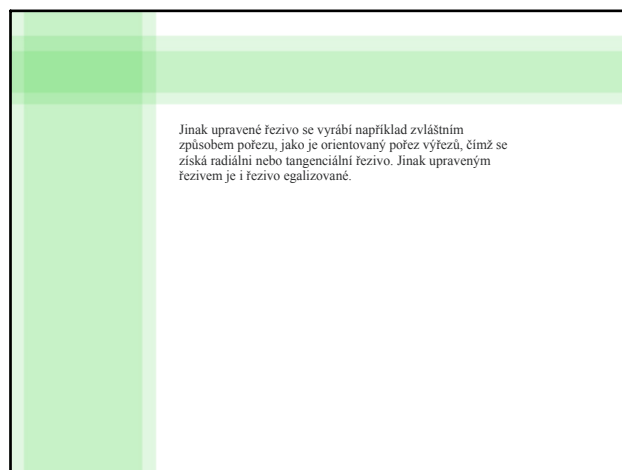 Jinak upravené řezivo se vyrábí například zvláštním
způsobem pořezu, jako je orientovaný pořez výřezů, čímž se
získá radiálni nebo tangenciální řezivo. Jinak upraveným
řezivem je i řezivo egalizované.